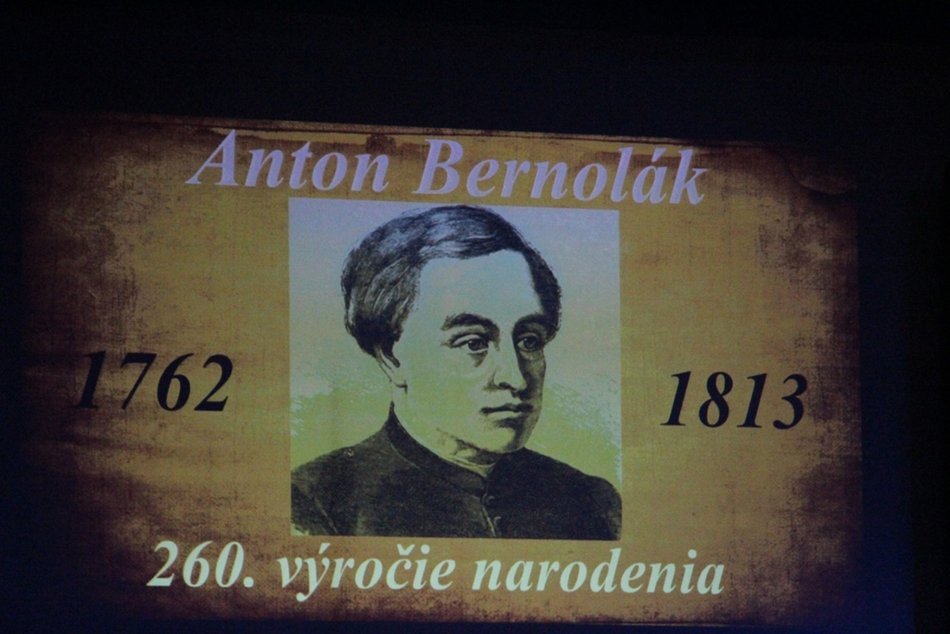 Anton Bernolák
1762
1813
260. výročie narodenia